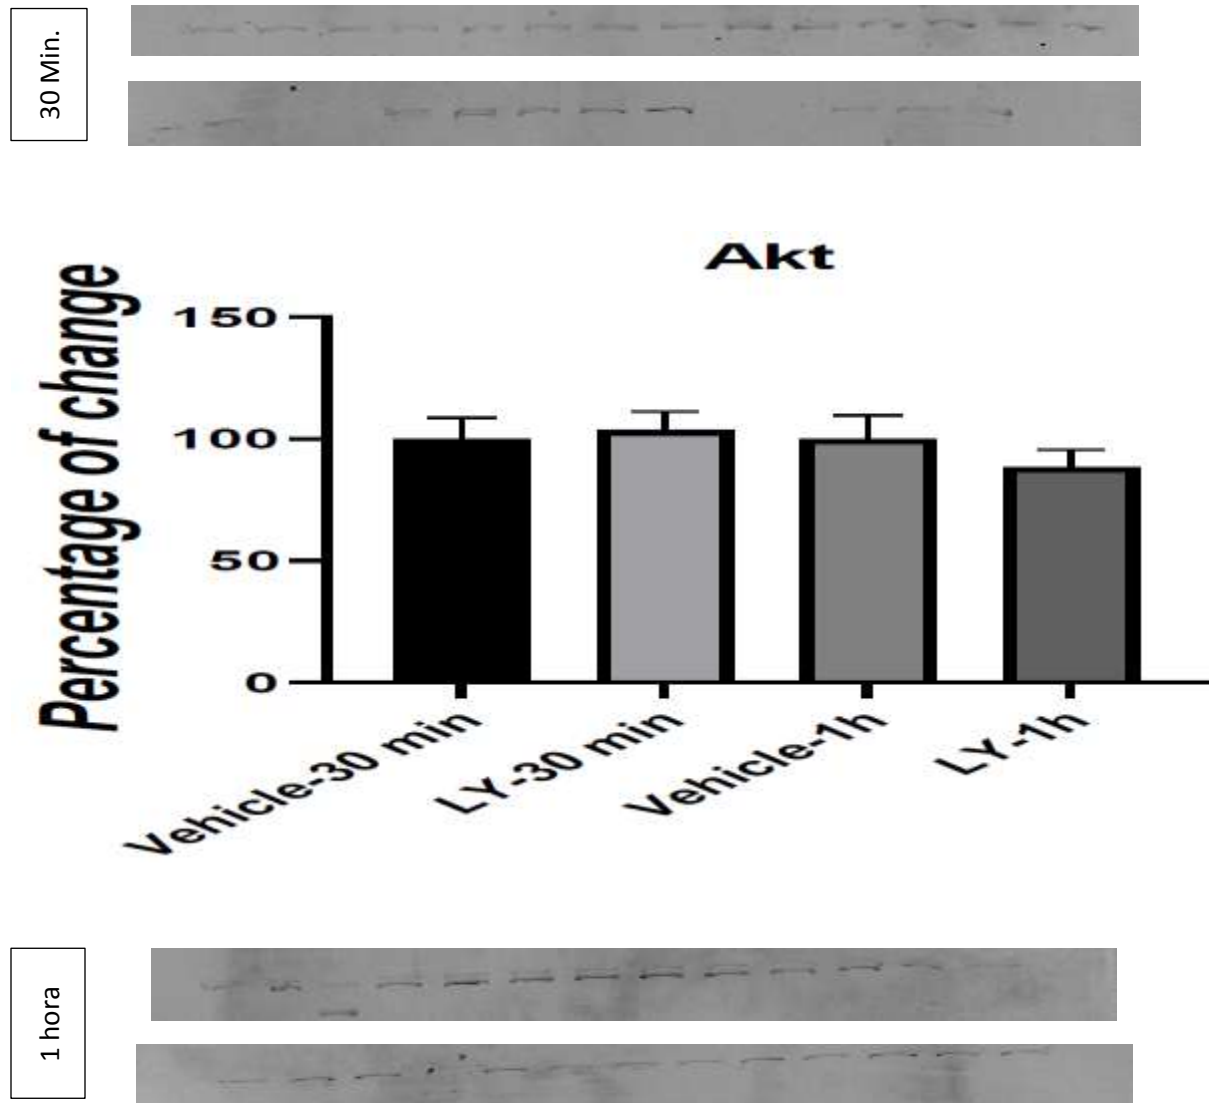 30 Min.
Akt
Percentage of change
150
100
50
0
Vehicle-30 min
LY-30 min
Vehicle-1h
LY-1h
1 hora